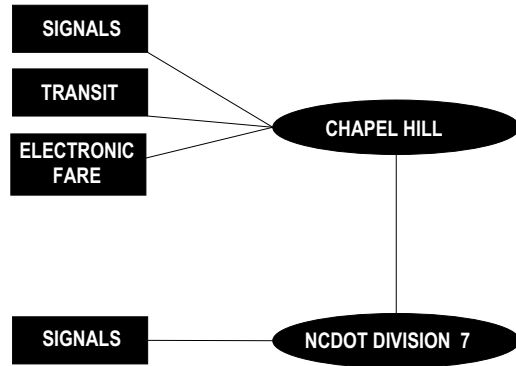 SIGNALS
TRANSIT
ELECTRONIC
FARE
CHAPEL HILL
SIGNALS
NCDOT DIVISION 7